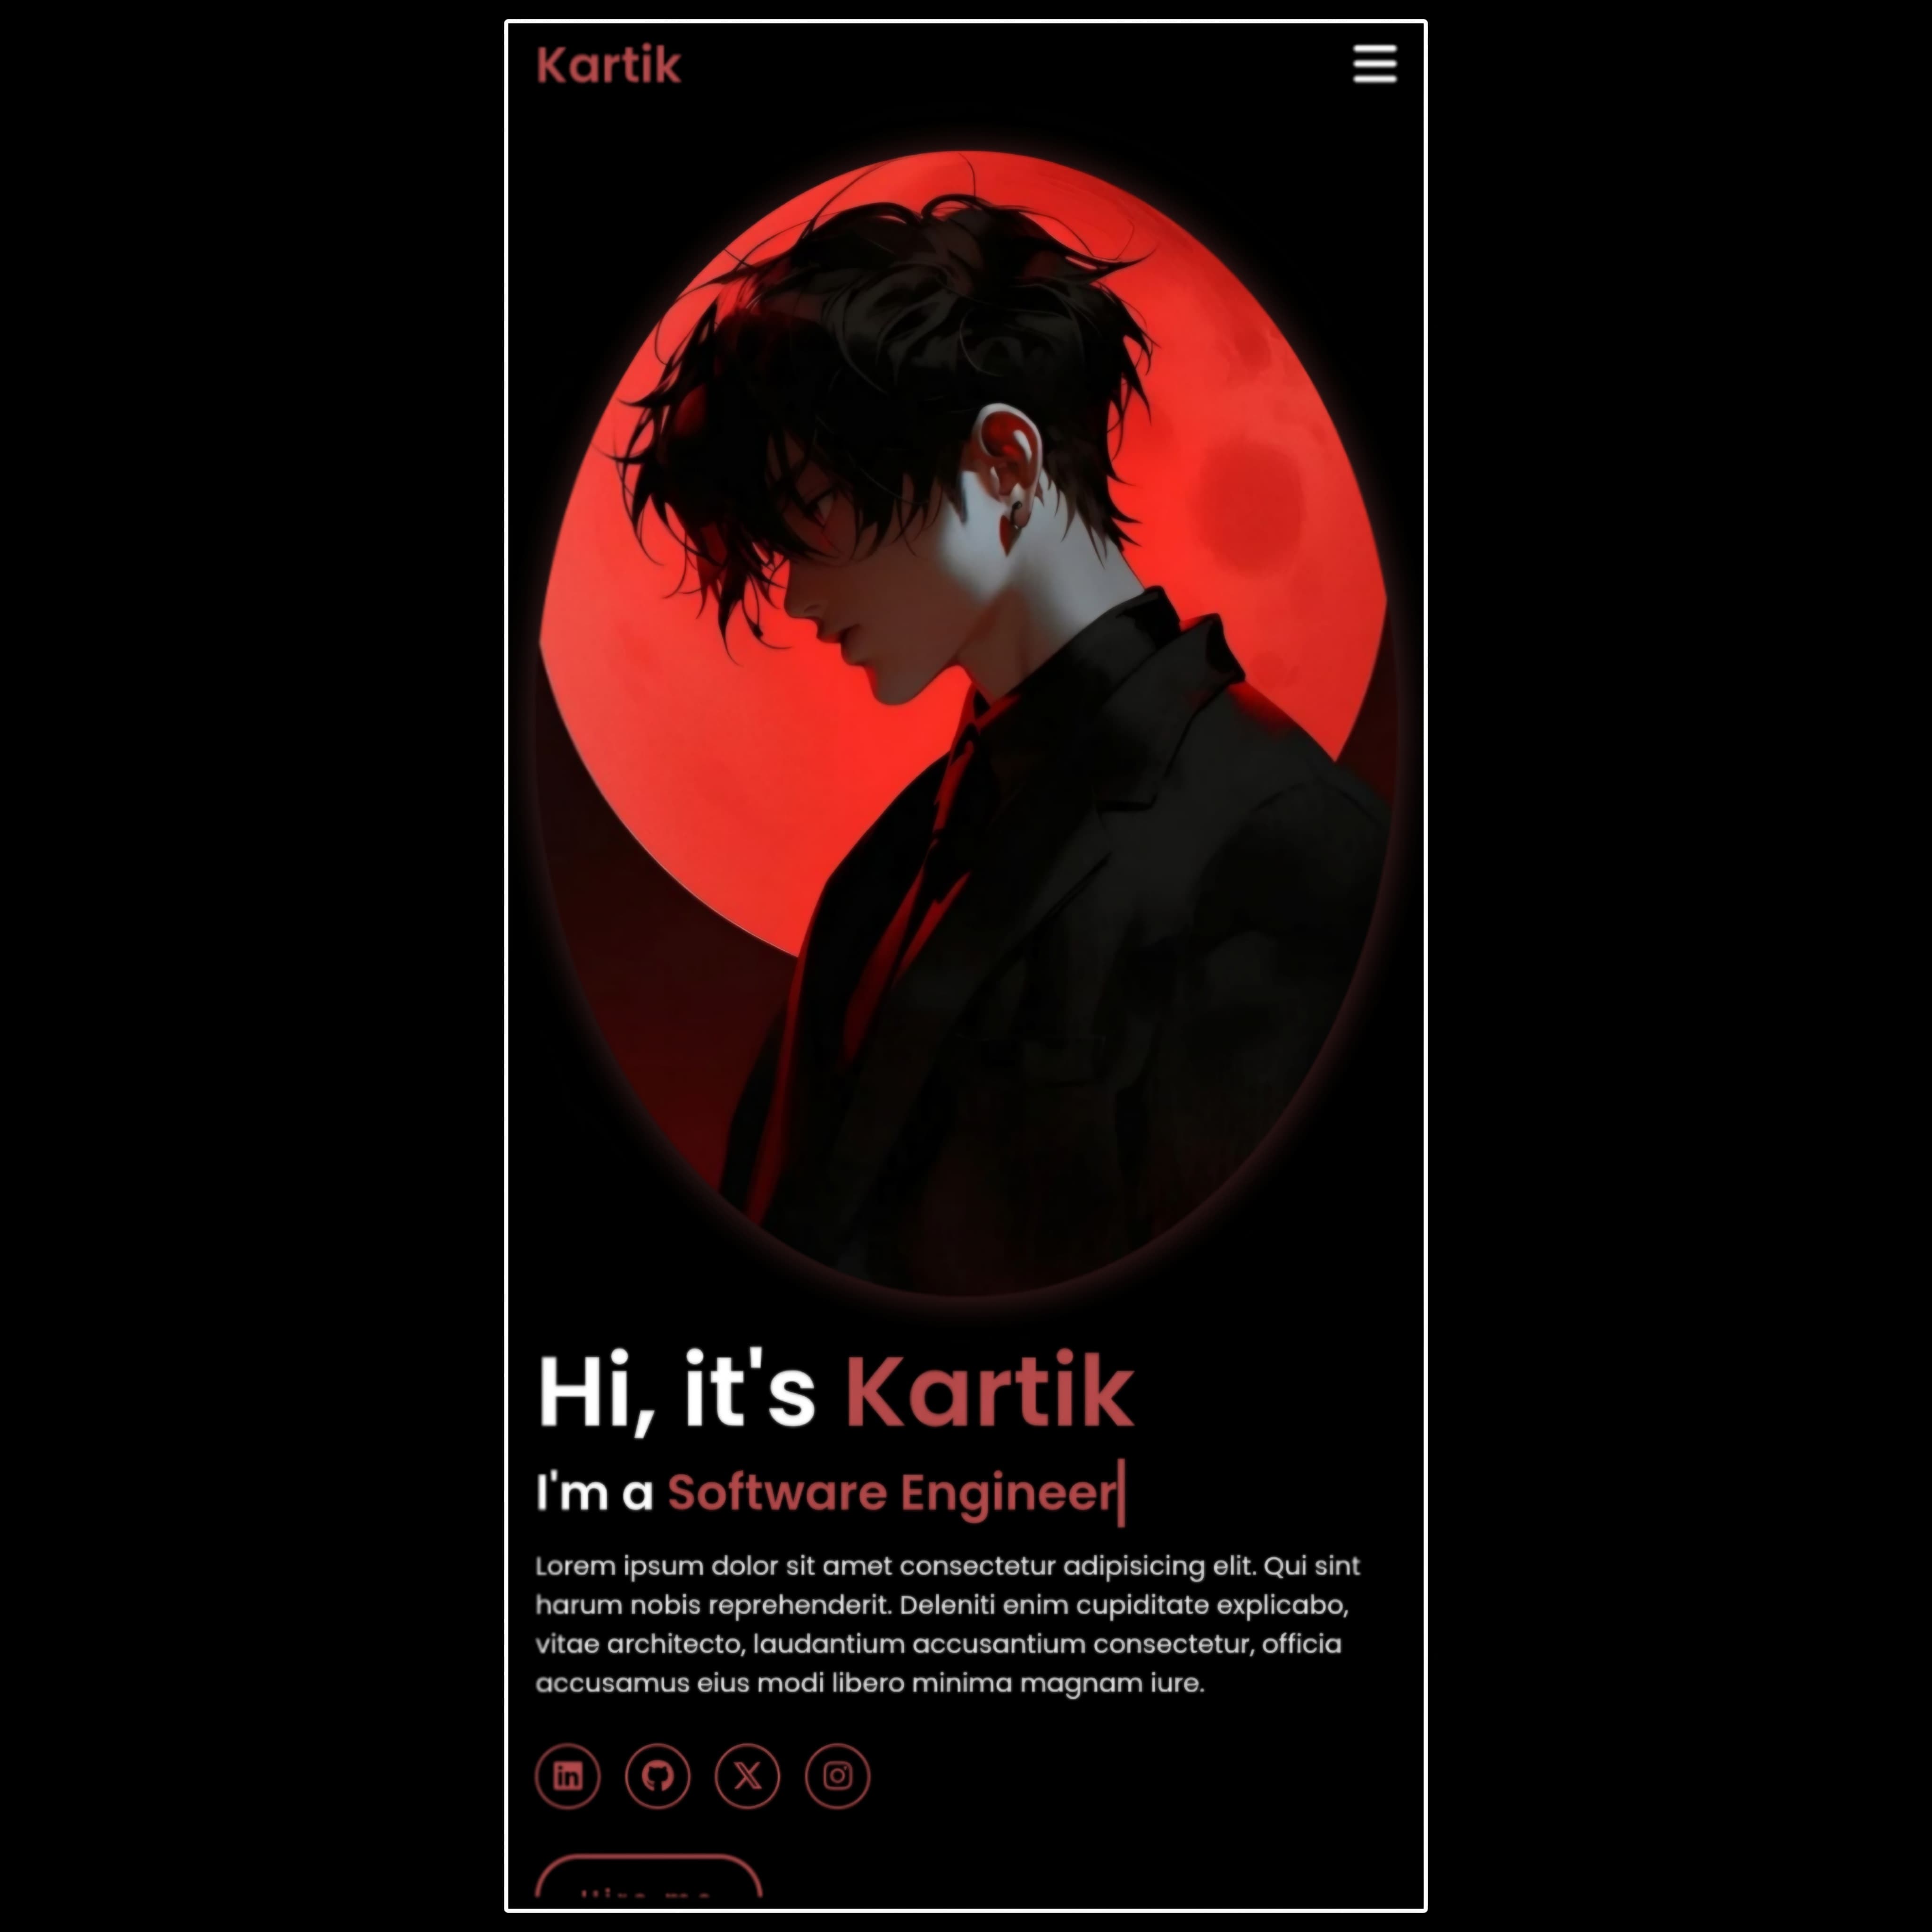 Kartik
Hi, it's Kartik
I'm a Software Engineer
Lorem ipsum dolor sit amet consectetur adipisicing elit. Qui sint
harum nobis reprehenderit. Deleniti enim cupiditate explicabo,
vitae architecto, laudantium accusantium consectetur, officia
accusamus eius modi libero minima magnam iure.